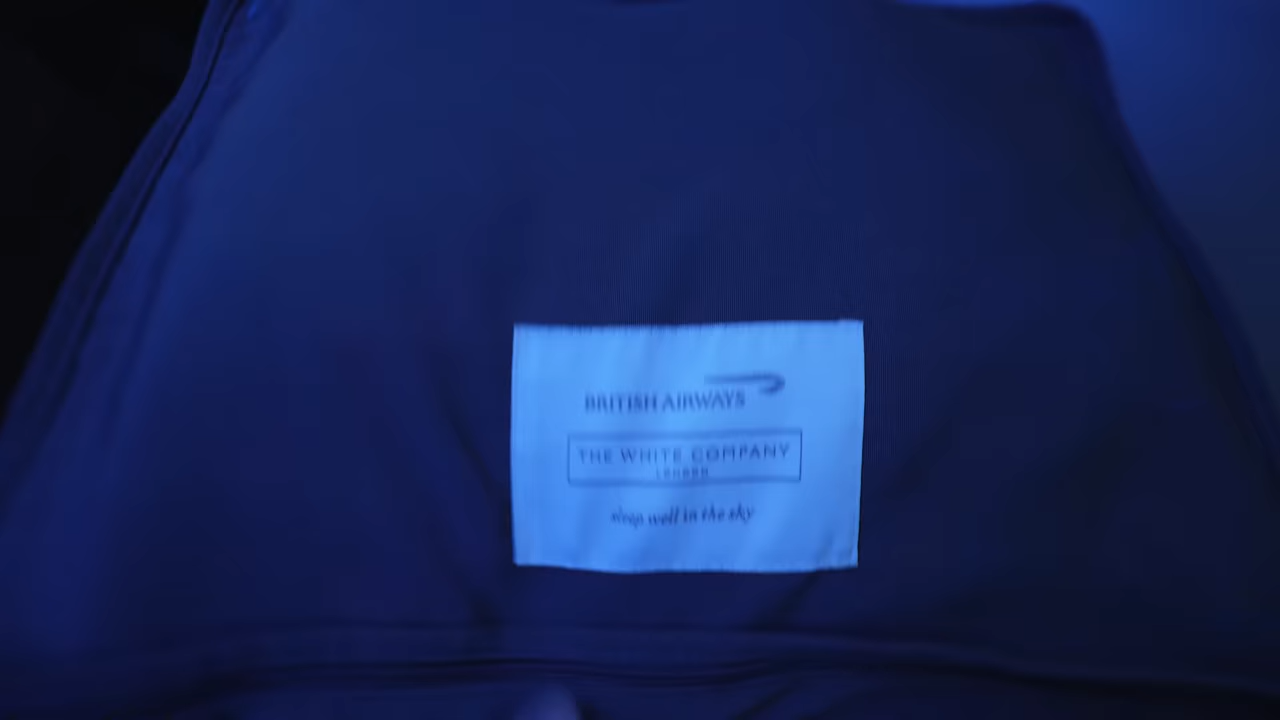 BRITISH AIRWAYS
THE WHITE COMPANY
LONDON
sleep well in the sky